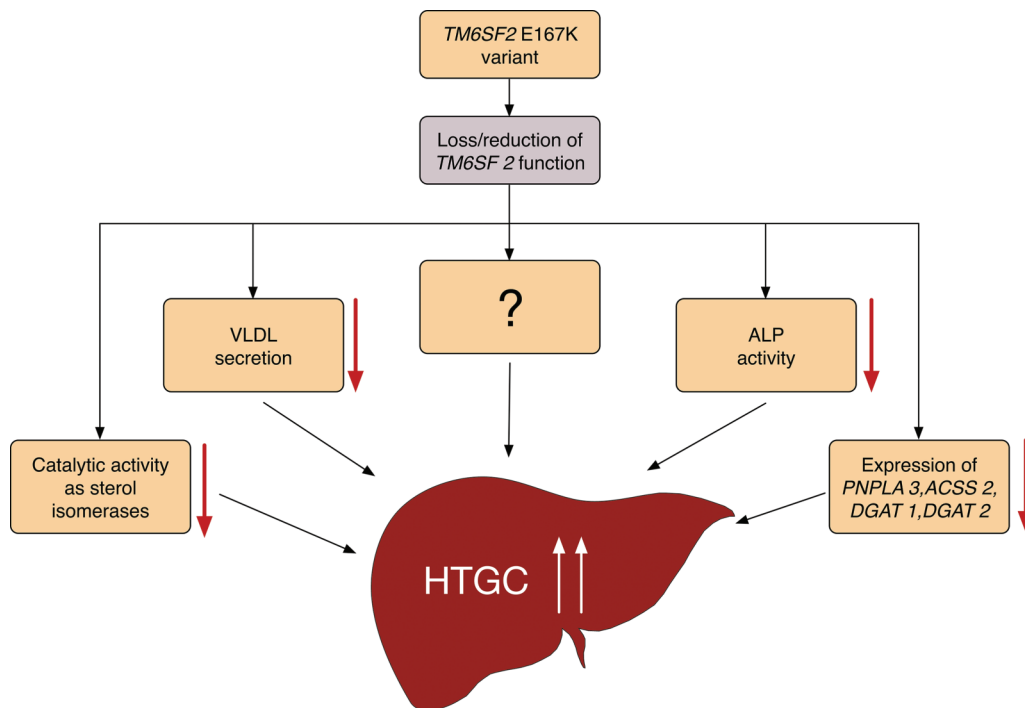 TM6SF2 E167K
variant
Loss/reduction of
TM6SF 2 function
?
VLDL
secretion
ALP
activity
Catalytic activity
as sterol
isomerases
Expression of
PNPLA 3,ACSS 2,
DGAT 1,DGAT 2
HTGC